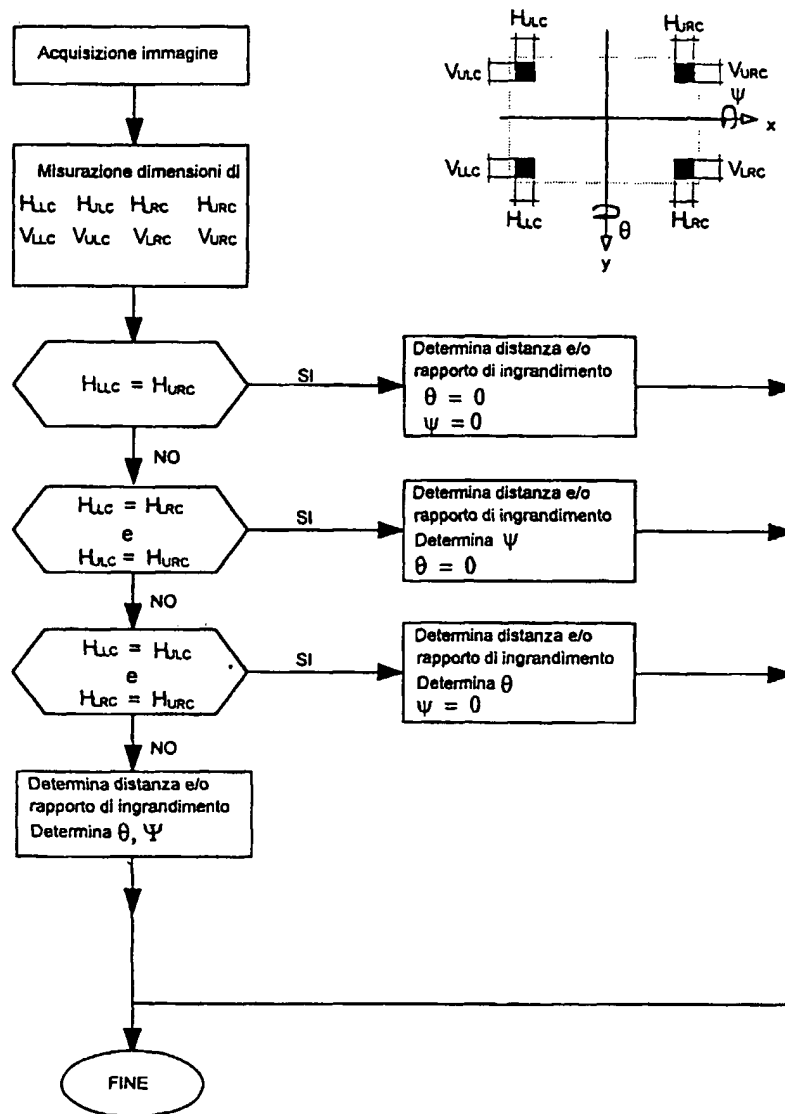 Acquisizione immagine
Misurazione dimensioni di
HLLC HULC HLRC HURC
VLLC VULC VLRC VURC
HULC HURC
VULC VURC
ψ
x
VLLC VLRC
HLLC HLRC
θ
y
HLLC = HURC
SI
Determina distanza e/o
rapporto di ingrandimento
θ = 0
ψ = 0
NO
HLLC = HLRC
e
HULC = HURC
SI
Determina distanza e/o
rapporto di ingrandimento
Determina ψ
θ = 0
NO
HLLC = HULC
e
HLRC = HURC
SI
Determina distanza e/o
rapporto di ingrandimento
Determina θ
ψ = 0
NO
Determina distanza e/o
rapporto di ingrandimento
Determina θ, Ψ
FINE